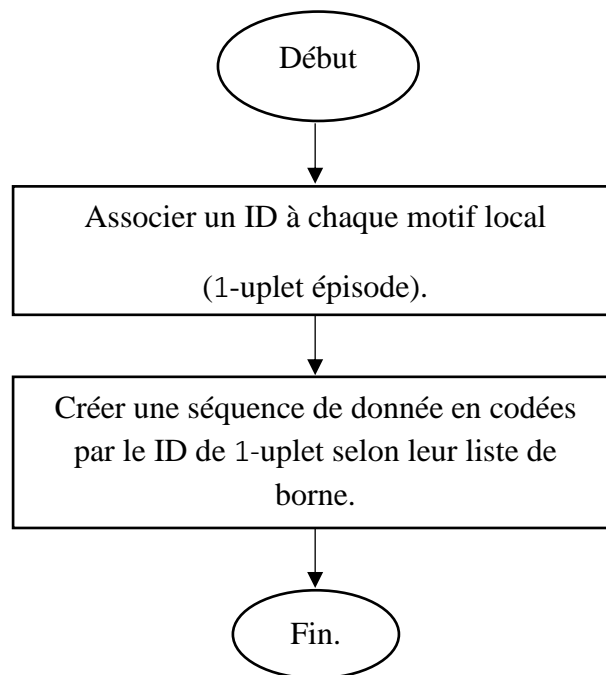 Début
Associer un ID à chaque motif local
(1-uplet épisode).
Créer une séquence de donnée en codées
par le ID de 1-uplet selon leur liste de
borne.
Fin.